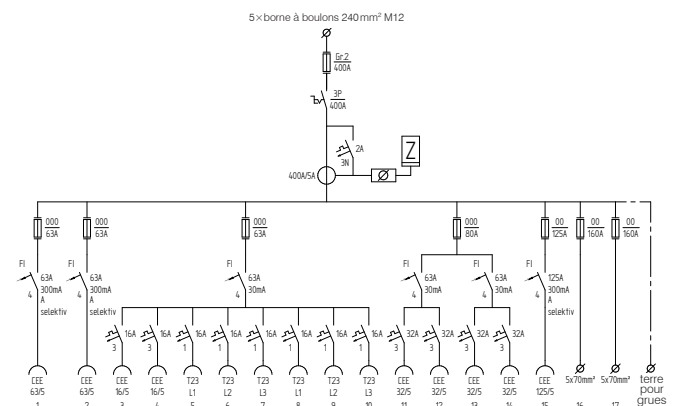 5×borne à boulons 240mm² M12
Gr.2
400A
3P
400A
2A
3N
Z
400A/5A
000 000 000 000 00 00 00
63A 63A 63A 80A 125A 160A 160A
FI FI FI FI FI FI
63A 63A 63A 63A 63A 125A
300mA 300mA 30mA 30mA 30mA 300mA
4 4 4 4 4 4
A A A
selektiv selektiv selektiv
16A 16A 16A 16A 16A 16A 16A 16A 32A 32A 32A 32A
3 3 1 1 1 1 1 1 3 3 3 3
CEE CEE CEE CEE T23 T23 T23 T23 T23 T23 CEE CEE CEE CEE CEE 5x70mm² 5x70mm² terre
63/5 63/5 16/5 16/5 L1 L2 L3 L1 L2 L3 32/5 32/5 32/5 32/5 125/5 pour
1 2 3 4 5 6 7 8 9 10 11 12 13 14 15 16 17 grues